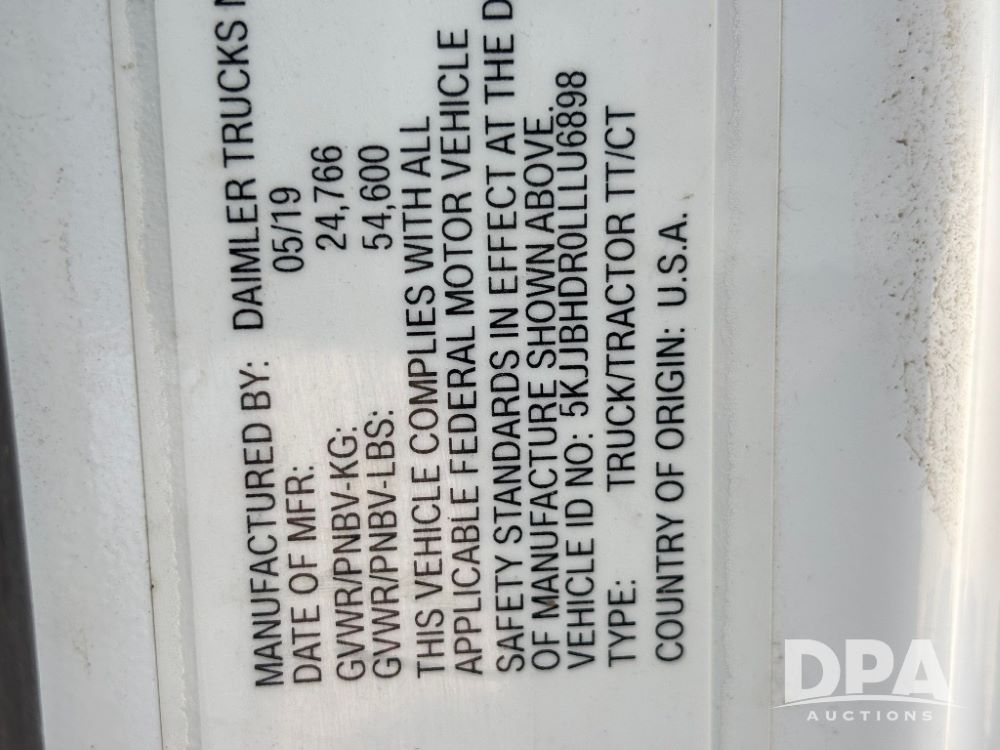 MANUFACTURED BY: DAIMLER TRUCKS
DATE OF MFR: 05/19
GVWR/PNBV-KG: 24,766
GVWR/PNBV-LBS: 54,600
THIS VEHICLE COMPLIES WITH ALL
APPLICABLE FEDERAL MOTOR VEHICLE
SAFETY STANDARDS IN EFFECT AT THE D
OF MANUFACTURE SHOWN ABOVE.
VEHICLE ID NO: 5KJJBHDR0LLLU6898
TYPE: TRUCK/TRACTOR TT/CT
COUNTRY OF ORIGIN: U.S.A.
DPA
AUCTIONS